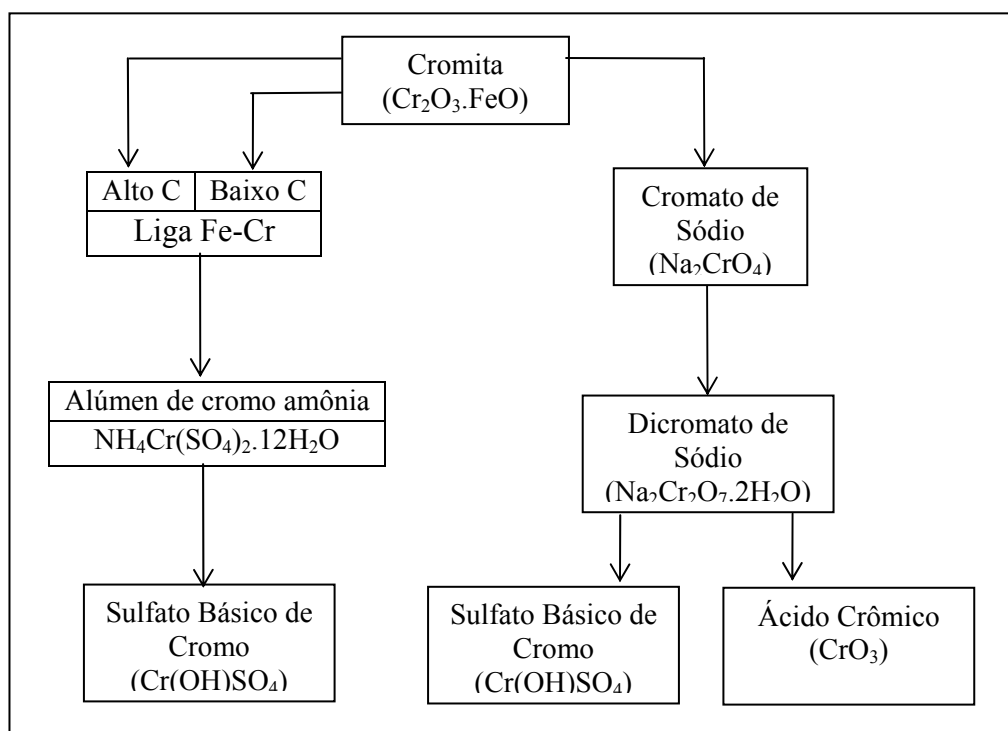 Cromita
(Cr₂O₃.FeO)
Alto C
Baixo C
Liga Fe-Cr
Cromato de
Sódio
(Na₂CrO₄)
Alúmen de cromo amônia
NH₄Cr(SO₄)₂.12H₂O
Dicromato de
Sódio
(Na₂Cr₂O₇.2H₂O)
Sulfato Básico de
Cromo
(Cr(OH)SO₄)
Sulfato Básico de
Cromo
(Cr(OH)SO₄)
Ácido Crômico
(CrO₃)